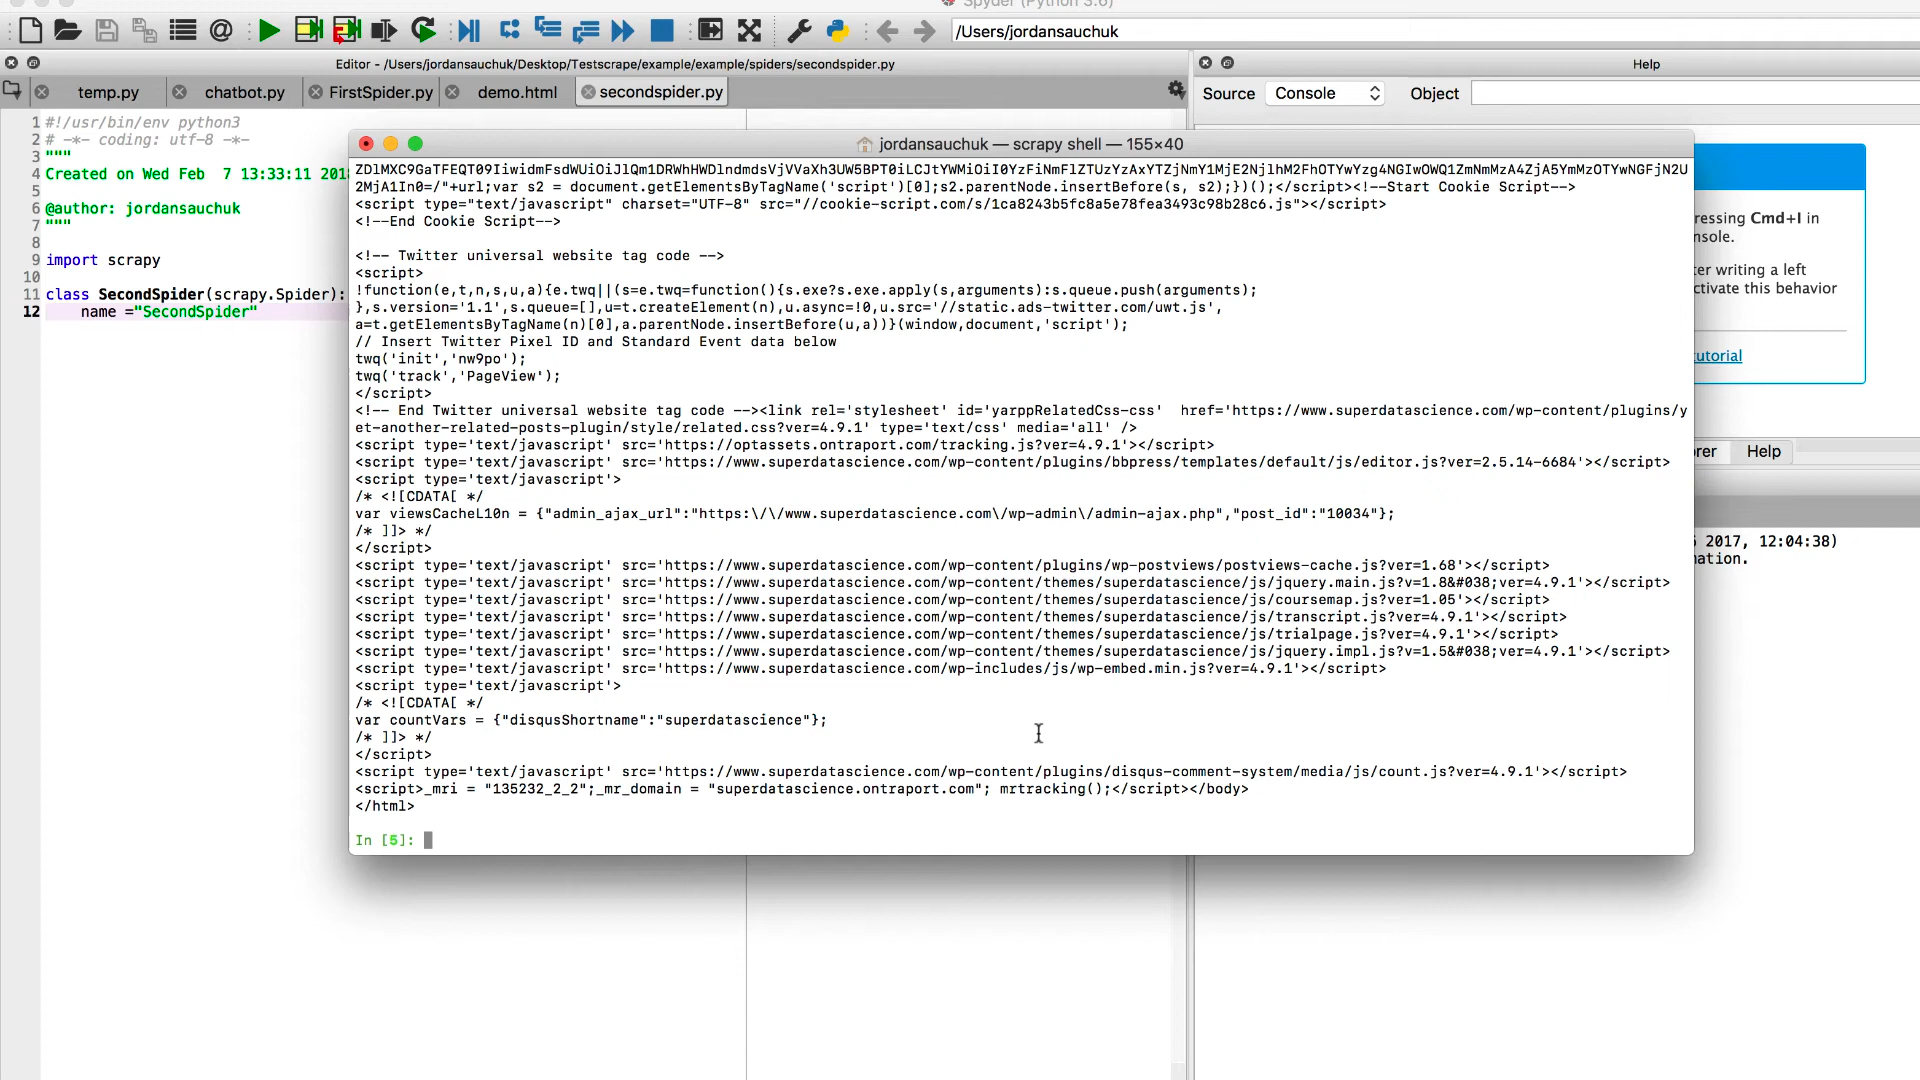 Spyder (Python 3.6)
/Users/jordansauchuk
Editor - /Users/jordansauchuk/Desktop/Testscrape/example/example/spiders/secondspider.py
Help
temp.py
chatbot.py
FirstSpider.py
demo.html
secondspider.py
Source
Console
Object
1 #!/usr/bin/env python3
2 # -*- coding: utf-8 -*-
3 """
4 Created on Wed Feb  7 13:33:11 201
5
6 @author: jordansauchuk
7 """
8
9 import scrapy
10
11 class SecondSpider(scrapy.Spider):
12     name ="SecondSpider"
jordansauchuk — scrapy shell — 155×40
2MjA1In0=/"+url;var s2 = document.getElementsByTagName('script')[0];s2.parentNode.insertBefore(s, s2);})();</script><!--Start Cookie Script-->
<script type="text/javascript" charset="UTF-8" src="//cookie-script.com/s/1ca8243b5fc8a5e78fea3493c98b28c6.js"></script>
<!--End Cookie Script-->
<!-- Twitter universal website tag code -->
<script>
!function(e,t,n,s,u,a){e.twq||(s=e.twq=function(){s.exe?s.exe.apply(s,arguments):s.queue.push(arguments);
},s.version='1.1',s.queue=[],u=t.createElement(n),u.async=!0,u.src='//static.ads-twitter.com/uwt.js',
a=t.getElementsByTagName(n)[0],a.parentNode.insertBefore(u,a))}(window,document,'script');
// Insert Twitter Pixel ID and Standard Event data below
twq('init','nw9po');
twq('track','PageView');
</script>
<!-- End Twitter universal website tag code --><link rel='stylesheet' id='yarppRelatedCss-css'  href='https://www.superdatascience.com/wp-content/plugins/y
et-another-related-posts-plugin/style/related.css?ver=4.9.1' type='text/css' media='all' />
<script type='text/javascript' src='https://optassets.ontraport.com/tracking.js?ver=4.9.1'></script>
<script type='text/javascript' src='https://www.superdatascience.com/wp-content/plugins/bbpress/templates/default/js/editor.js?ver=2.5.14-6684'></script>
<script type='text/javascript'>
/* <![CDATA[ */
var viewsCacheL10n = {"admin_ajax_url":"https:\/\/www.superdatascience.com\/wp-admin\/admin-ajax.php","post_id":"10034"};
/* ]]> */
</script>
<script type='text/javascript' src='https://www.superdatascience.com/wp-content/plugins/wp-postviews/postviews-cache.js?ver=1.68'></script>
<script type='text/javascript' src='https://www.superdatascience.com/wp-content/themes/superdatascience/js/jquery.main.js?v=1.8&#038;ver=4.9.1'></script>
<script type='text/javascript' src='https://www.superdatascience.com/wp-content/themes/superdatascience/js/coursemap.js?ver=1.05'></script>
<script type='text/javascript' src='https://www.superdatascience.com/wp-content/themes/superdatascience/js/transcript.js?ver=4.9.1'></script>
<script type='text/javascript' src='https://www.superdatascience.com/wp-content/themes/superdatascience/js/trialpage.js?ver=4.9.1'></script>
<script type='text/javascript' src='https://www.superdatascience.com/wp-content/themes/superdatascience/js/jquery.impl.js?v=1.5&#038;ver=4.9.1'></script>
<script type='text/javascript' src='https://www.superdatascience.com/wp-includes/js/wp-embed.min.js?ver=4.9.1'></script>
<script type='text/javascript'>
/* <![CDATA[ */
var countVars = {"disqusShortname":"superdatascience"};
/* ]]> */
</script>
<script type='text/javascript' src='https://www.superdatascience.com/wp-content/plugins/disqus-comment-system/media/js/count.js?ver=4.9.1'></script>
<script>_mri = "135232_2_2";_mr_domain = "superdatascience.ontraport.com"; mrtracking();</script></body>
</html>
In [5]:
ressing Cmd+I in
nsole.
ter writing a left
ctivate this behavior
utorial
rer
Help
2017, 12:04:38)
mation.